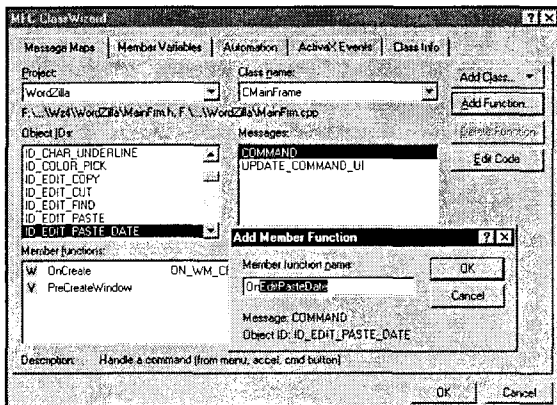 MFC ClassWizard
Message Maps Member Variables Automation ActiveX Events Class Info
Project: Class name:
WordZilla CMainFrame
Add Class...
Add Function...
F:\...\Wz4\WordZilla\MainFrm.h, F:\...\WordZilla\MainFrm.cpp
Object IDs: Messages:
Delete Function
ID_CHAR_UNDERLINE COMMAND
ID_COLOR_PICK UPDATE_COMMAND_UI
Edit Code
ID_EDIT_COPY
ID_EDIT_CUT
ID_EDIT_FIND
ID_EDIT_PASTE
ID_EDIT_PASTE_DATE
Add Member Function
Member functions:
Member function name:
OK
W OnCreate ON_WM_CR
OnEditPasteDate
V PreCreateWindow
Cancel
Message: COMMAND
Object ID: ID_EDIT_PASTE_DATE
Description: Handle a command (from menu, accel, cmd button)
OK Cancel